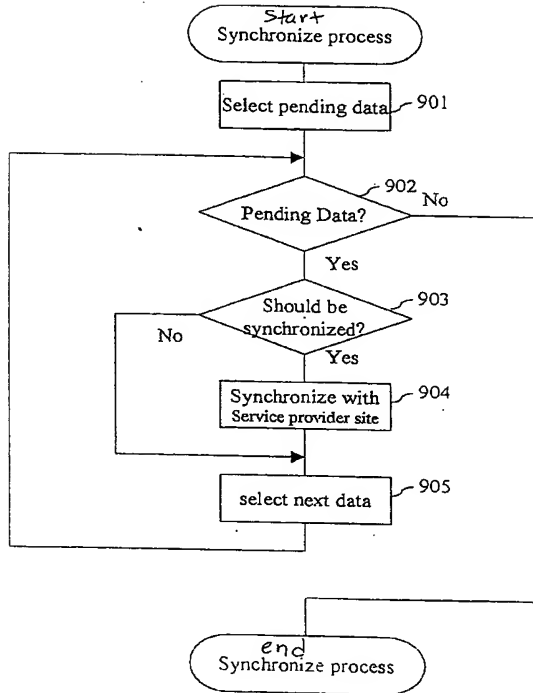 Start
Synchronize process
Select pending data
901
902
Pending Data?
No
Yes
903
Should be
synchronized?
No
Yes
904
Synchronize with
Service provider site
905
select next data
end
Synchronize process